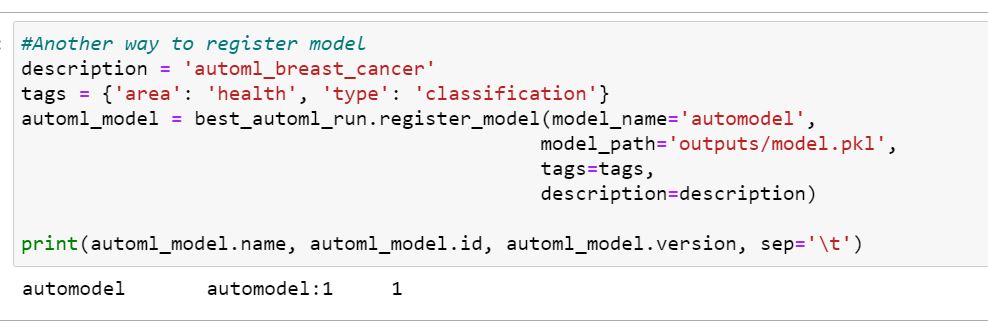 #Another way to register model
description = 'automl_breast_cancer'
tags = {'area': 'health', 'type': 'classification'}
automl_model = best_automl_run.register_model(model_name='automodel',
                                              model_path='outputs/model.pkl',
                                              tags=tags,
                                              description=description)

print(automl_model.name, automl_model.id, automl_model.version, sep='\t')
automodel	automodel:1	1